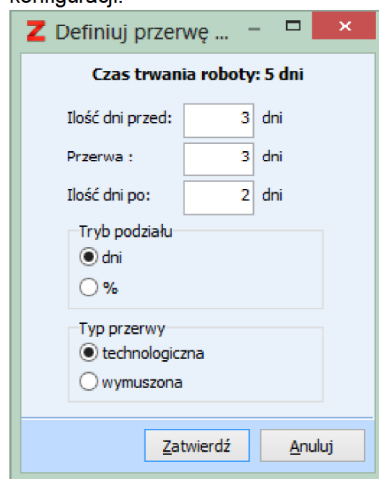 konfiguracji.
Z Definiuj przerwę ...
Czas trwania roboty: 5 dni
Ilość dni przed: 3 dni
Przerwa : 3 dni
Ilość dni po: 2 dni
Tryb podziału
dni
%
Typ przerwy
technologiczna
wymuszona
Zatwierdź Anuluj